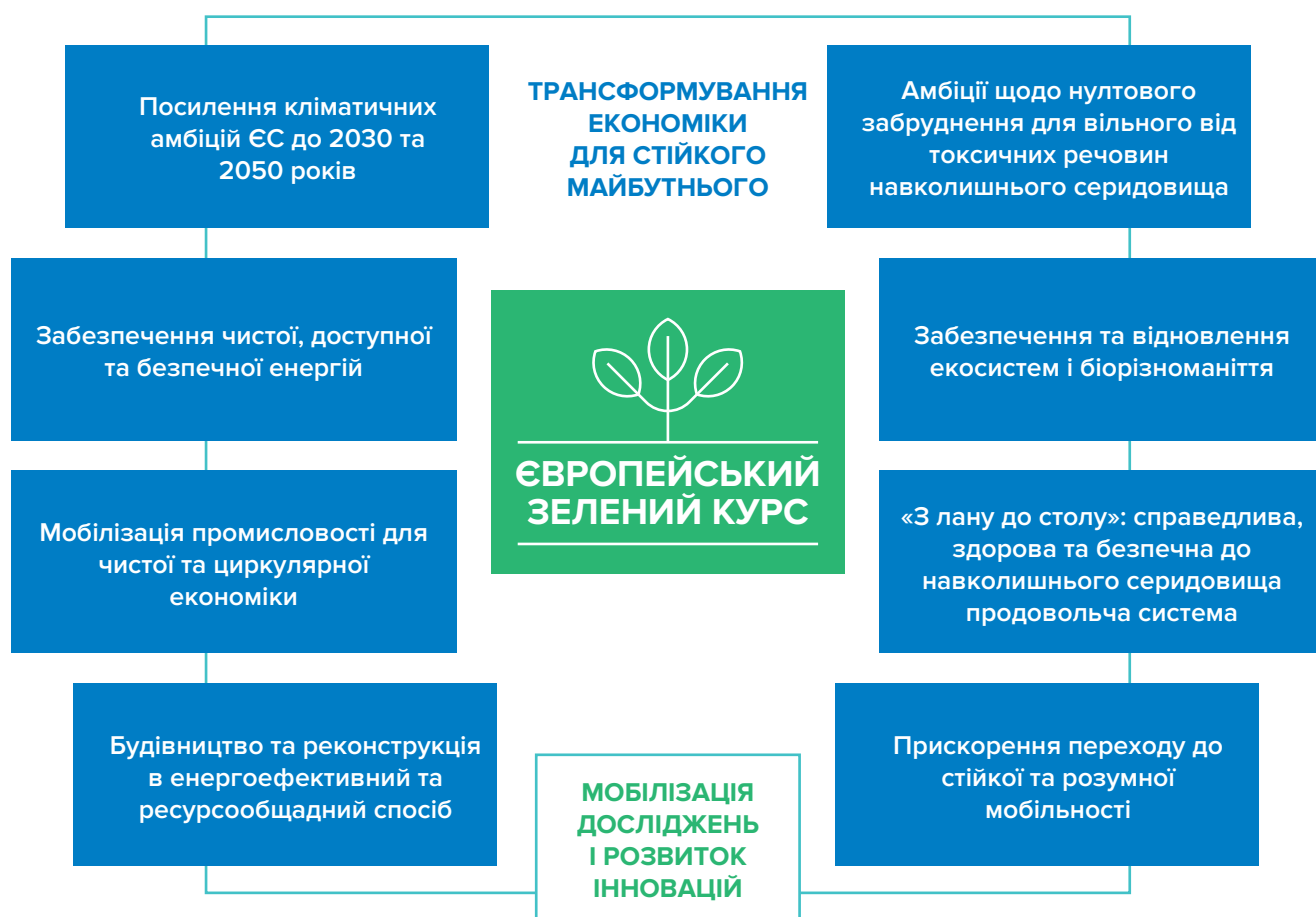 Посилення кліматичних
амбіцій ЄС до 2030 та
2050 років
ТРАНСФОРМУВАННЯ
ЕКОНОМІКИ
ДЛЯ СТІЙКОГО
МАЙБУТНЬОГО
Амбіції щодо нултового
забруднення для вільного від
токсичних речовин
навколишнього серидовища
Забезпечення чистої, доступної
та безпечної енергій
Забезпечення та відновлення
екосистем і біорізноманіття
ЄВРОПЕЙСЬКИЙ
ЗЕЛЕНИЙ КУРС
Мобілізація промисловості для
чистої та циркулярної
економіки
«З лану до столу»: справедлива,
здорова та безпечна до
навколишнього серидовища
продовольча система
Будівництво та реконструкція
в енергоефективний та
ресурсообщадний спосіб
МОБІЛІЗАЦІЯ
ДОСЛІДЖЕНЬ
І РОЗВИТОК
ІННОВАЦІЙ
Прискорення переходу до
стійкої та розумної
мобільності